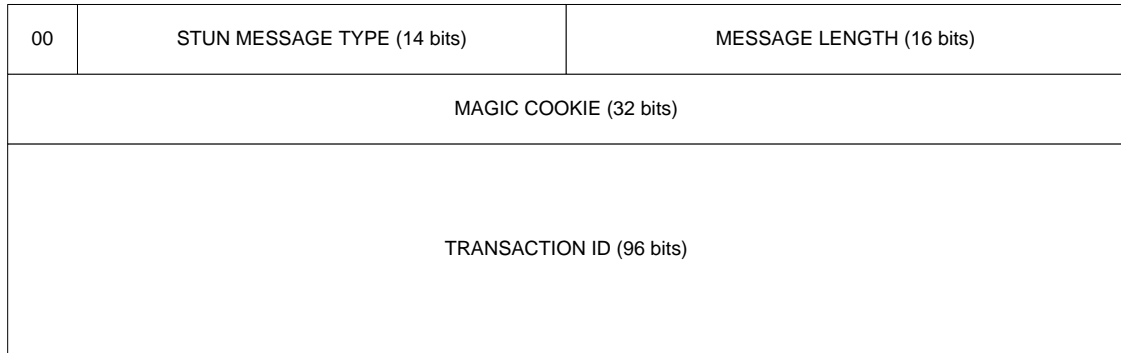 00
STUN MESSAGE TYPE (14 bits)
MESSAGE LENGTH (16 bits)
MAGIC COOKIE (32 bits)
TRANSACTION ID (96 bits)